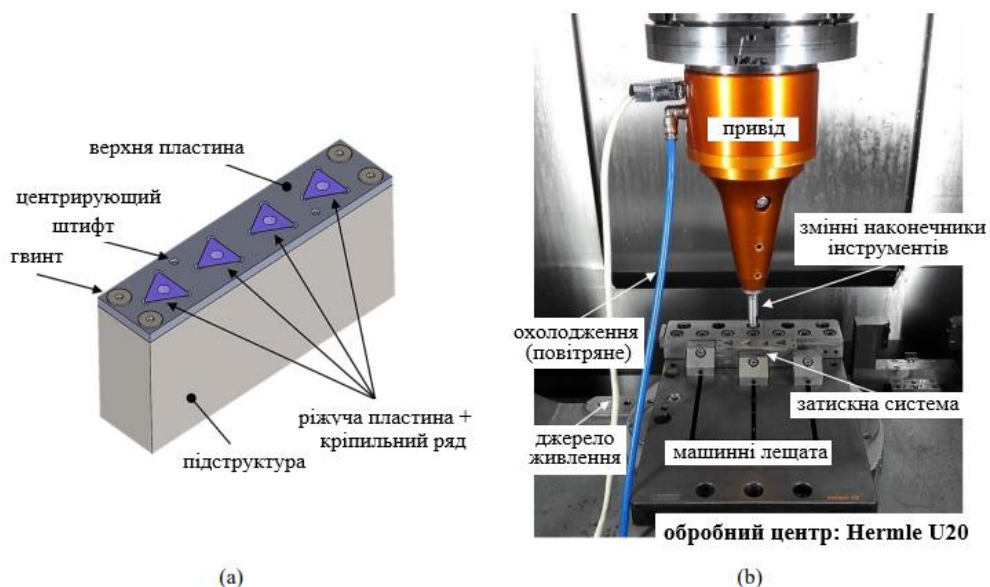 верхня пластина
центрируючий
штифт
гвинт
ріжуча пластина +
кріпильний ряд
підструктура
(a)
привід
змінні наконечники
інструментів
охолодження
(повітряне)
затискна система
джерело
живлення
машинні лещата
обробний центр: Hermle U20
(b)